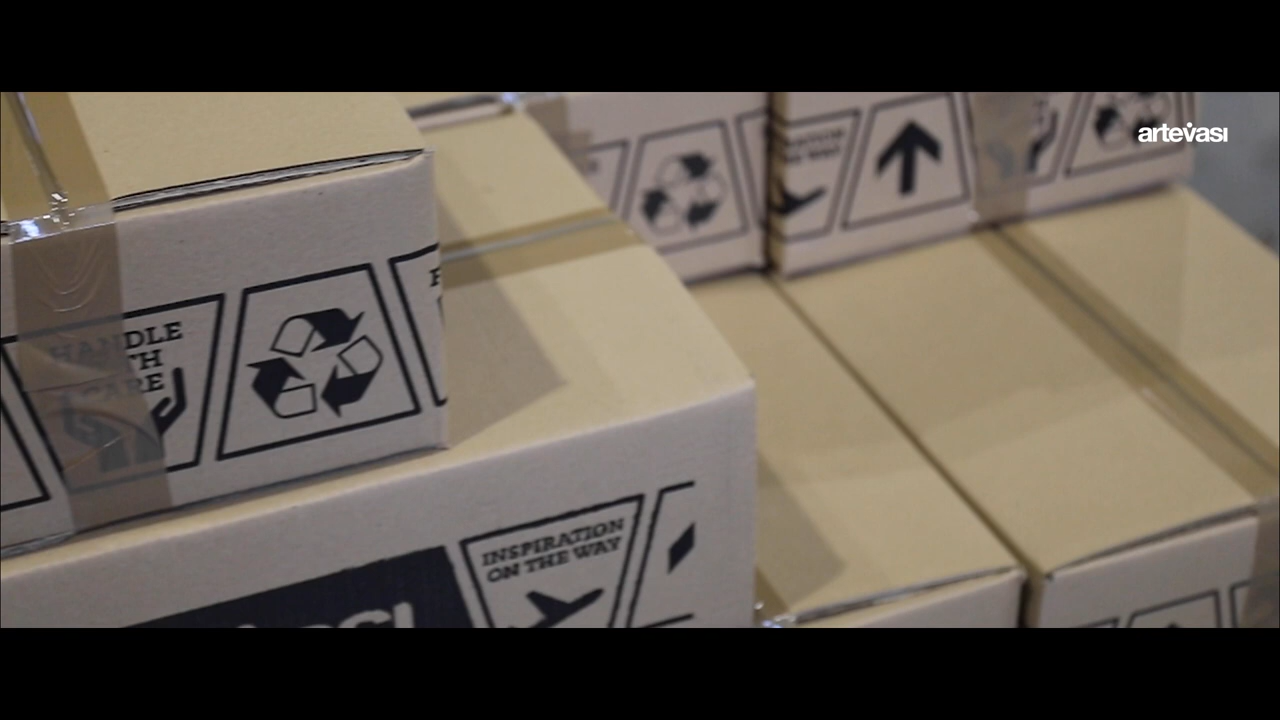 artevasi
HANDLE
WITH
CARE
INSPIRATION
ON THE WAY